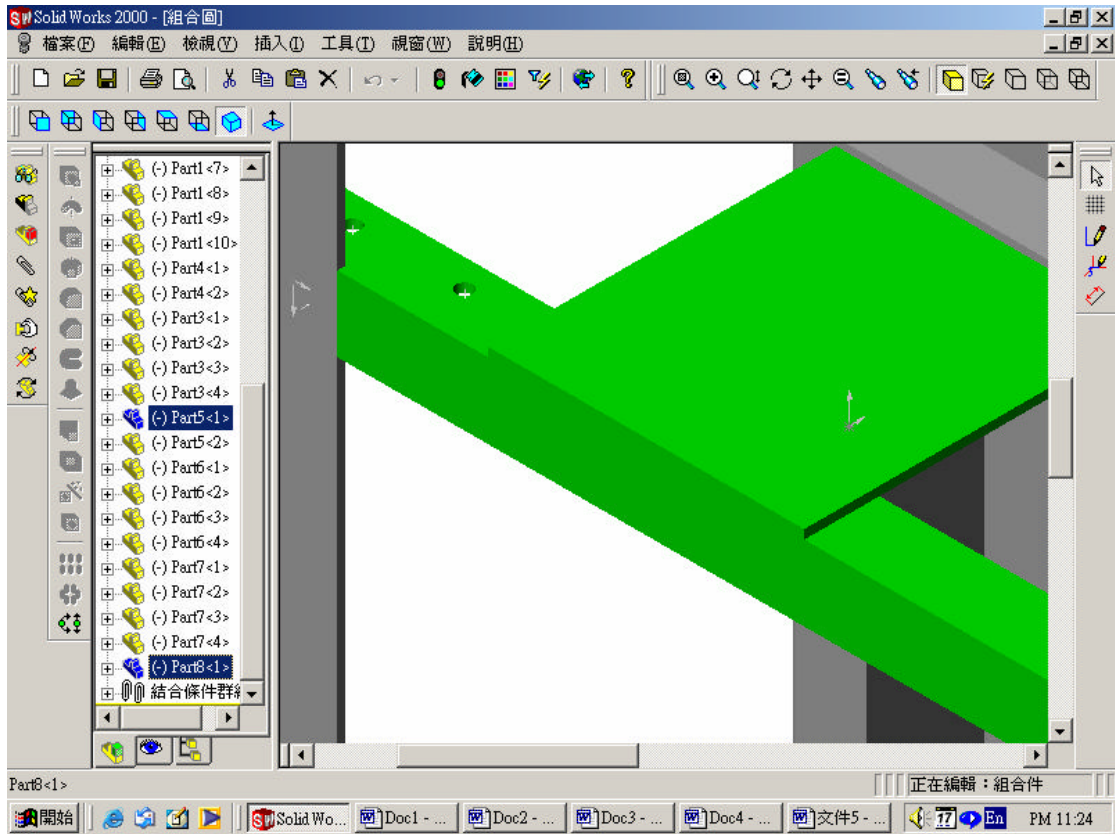 SolidWorks 2000 - [組合圖]
檔案(F) 編輯(E) 檢視(V) 插入(I) 工具(T) 視窗(W) 說明(H)
(-) Part1<7>
(-) Part1<8>
(-) Part1<9>
(-) Part1<10>
(-) Part4<1>
(-) Part4<2>
(-) Part3<1>
(-) Part3<2>
(-) Part3<3>
(-) Part3<4>
(-) Part5<1>
(-) Part5<2>
(-) Part6<1>
(-) Part6<2>
(-) Part6<3>
(-) Part6<4>
(-) Part7<1>
(-) Part7<2>
(-) Part7<3>
(-) Part7<4>
(-) Part8<1>
結合條件群
Part8<1> 正在編輯：組合件
開始 Solid Wo... Doc1 - ... Doc2 - ... Doc3 - ... Doc4 - ... 文件5 - ... 17 En PM 11:24